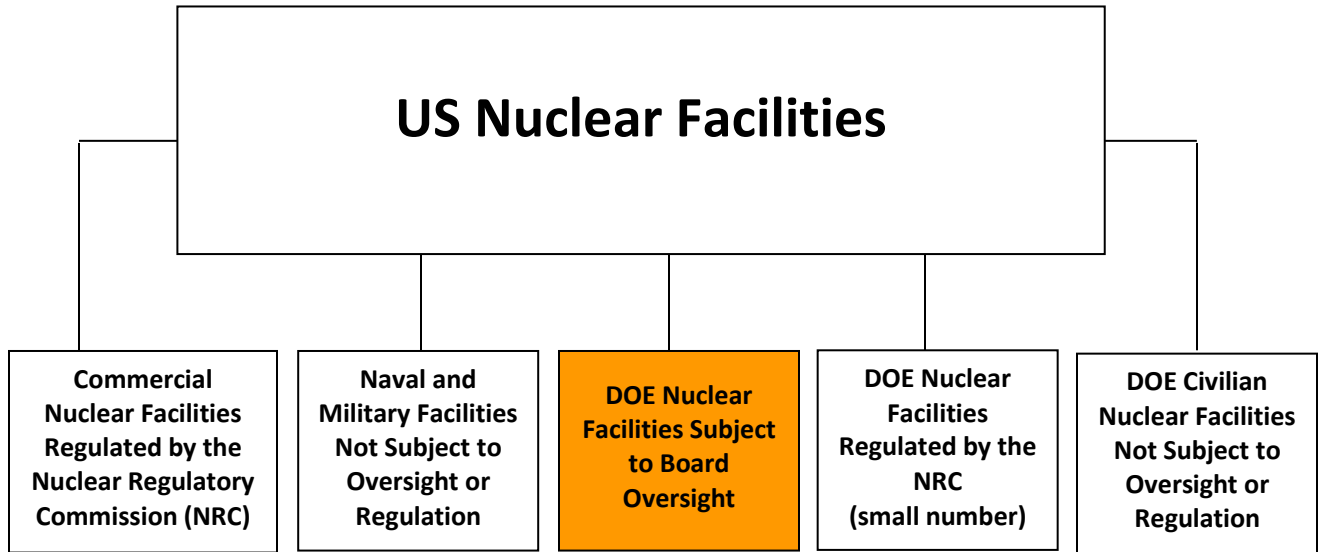 US Nuclear Facilities
Commercial
Nuclear Facilities
Regulated by the
Nuclear Regulatory
Commission (NRC)
Naval and
Military Facilities
Not Subject to
Oversight or
Regulation
DOE Nuclear
Facilities Subject
to Board
Oversight
DOE Nuclear
Facilities
Regulated by the
NRC
(small number)
DOE Civilian
Nuclear Facilities
Not Subject to
Oversight or
Regulation